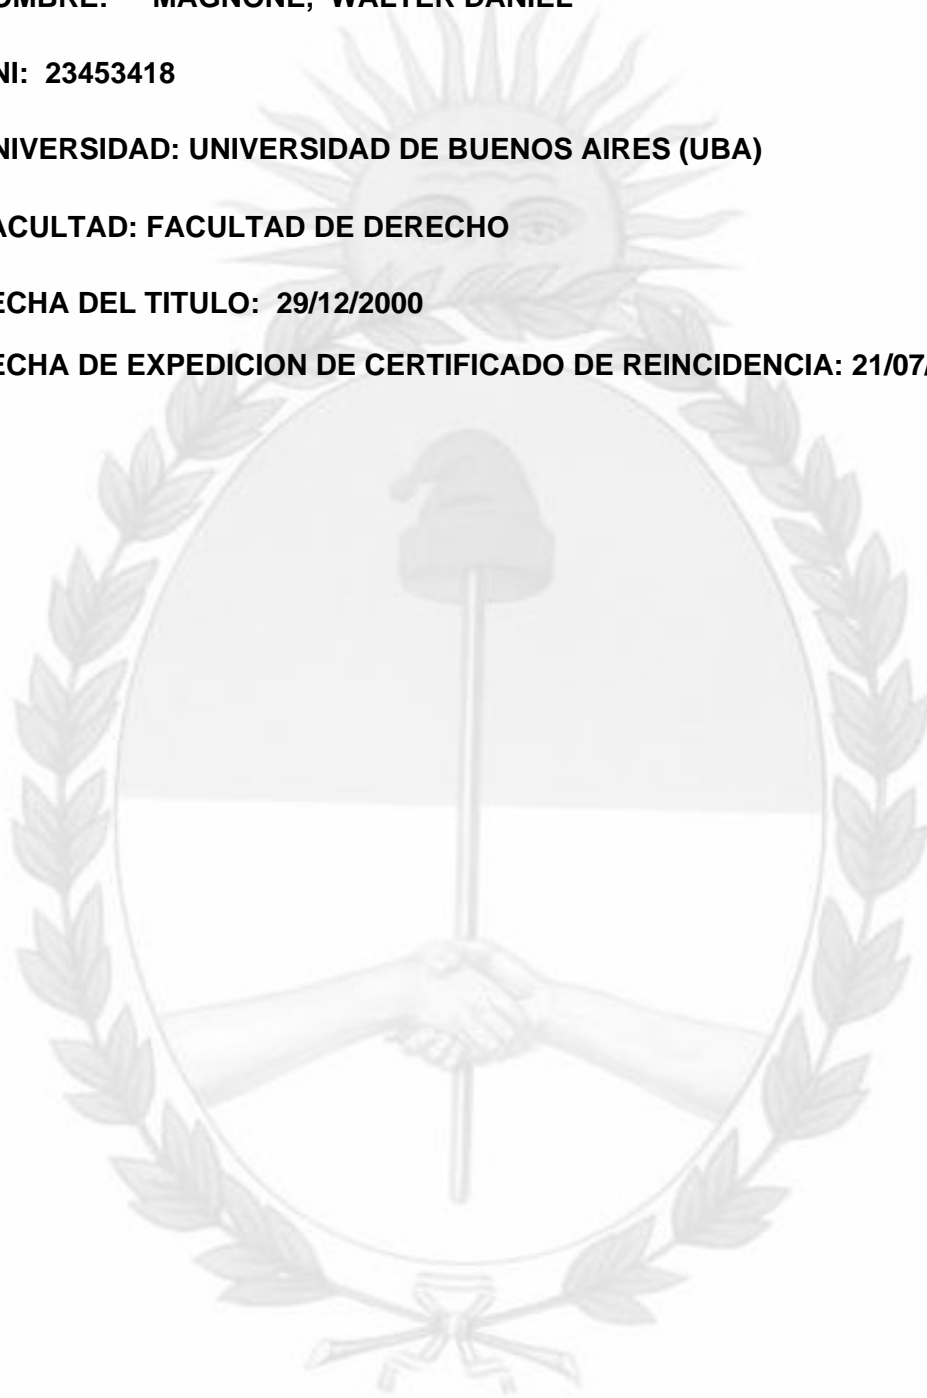 OMBRE: MAGNONE, WALTER DANIEL
NI: 23453418
NIVERSIDAD: UNIVERSIDAD DE BUENOS AIRES (UBA)
ACULTAD: FACULTAD DE DERECHO
ECHA DEL TITULO: 29/12/2000
ECHA DE EXPEDICION DE CERTIFICADO DE REINCIDENCIA: 21/07/